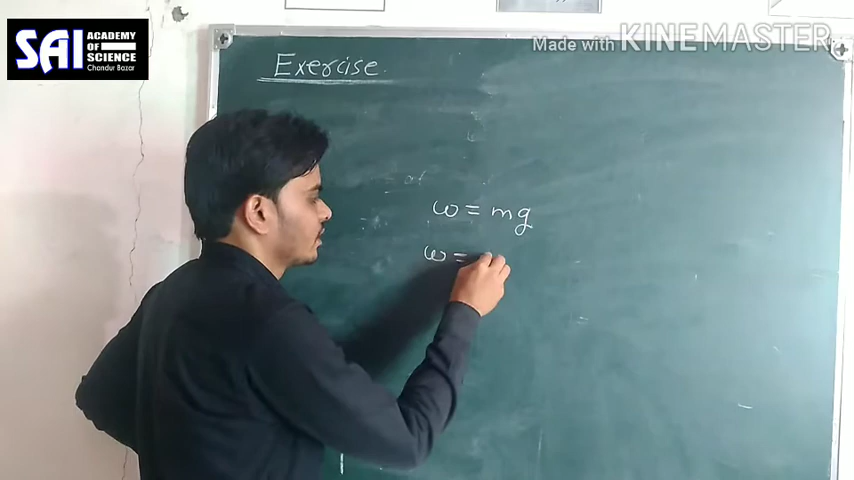 SAI ACADEMY OF SCIENCE
Chandur Bazar
Made with KINEMASTER
Exercise
ω = mg
ω =